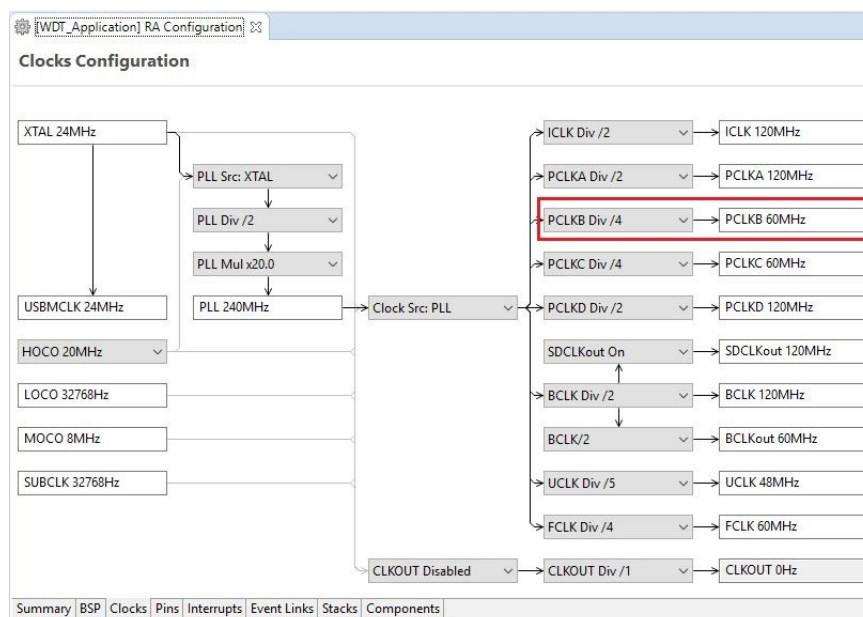 [WDT_Application] RA Configuration
Clocks Configuration
XTAL 24MHz
ICLK Div /2
ICLK 120MHz
PLL Src: XTAL
PCLKA Div /2
PCLKA 120MHz
PLL Div /2
PCLKB Div /4
PCLKB 60MHz
PLL Mul x20.0
PCLKC Div /4
PCLKC 60MHz
USBMCLK 24MHz
PLL 240MHz
Clock Src: PLL
PCLKD Div /2
PCLKD 120MHz
HOCO 20MHz
SDCLKout On
SDCLKout 120MHz
LOCO 32768Hz
BCLK Div /2
BCLK 120MHz
MOCO 8MHz
BCLK/2
BCLKout 60MHz
SUBCLK 32768Hz
UCLK Div /5
UCLK 48MHz
FCLK Div /4
FCLK 60MHz
CLKOUT Disabled
CLKOUT Div /1
CLKOUT 0Hz
Summary BSP Clocks Pins Interrupts Event Links Stacks Components